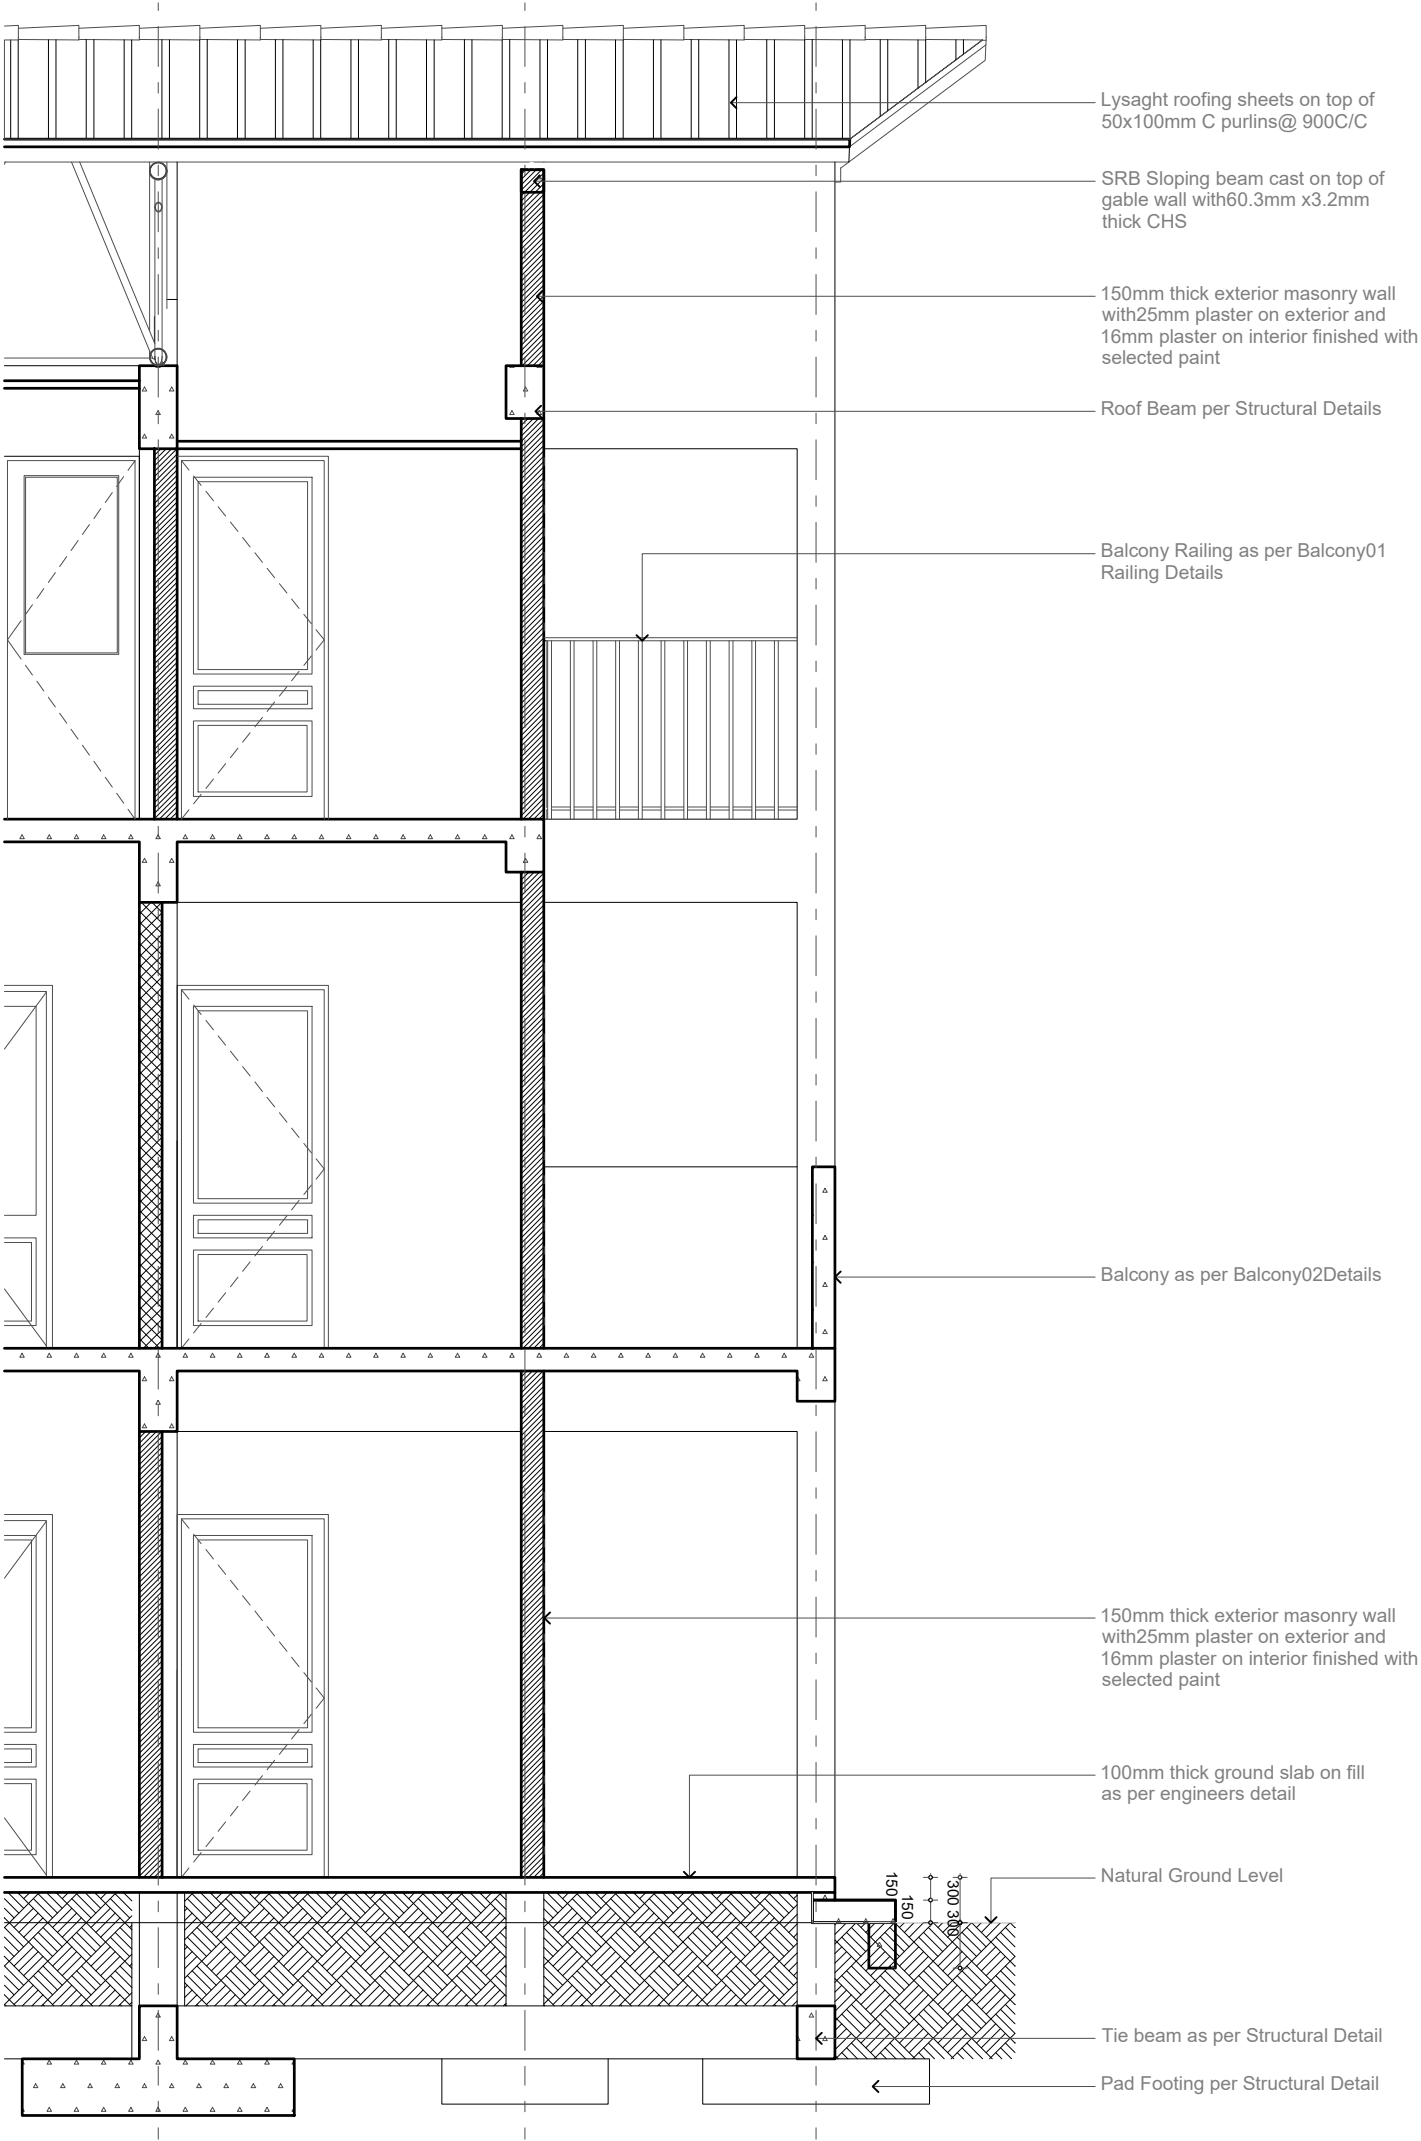 Lysaght roofing sheets on top of
50x100mm C purlins@ 900C/C
SRB Sloping beam cast on top of
gable wall with60.3mm x3.2mm
thick CHS
150mm thick exterior masonry wall
with25mm plaster on exterior and
16mm plaster on interior finished with
selected paint
Roof Beam per Structural Details
Balcony Railing as per Balcony01
Railing Details
Balcony as per Balcony02Details
150mm thick exterior masonry wall
with25mm plaster on exterior and
16mm plaster on interior finished with
selected paint
100mm thick ground slab on fill
as per engineers detail
Natural Ground Level
150
150
300
300
Tie beam as per Structural Detail
Pad Footing per Structural Detail